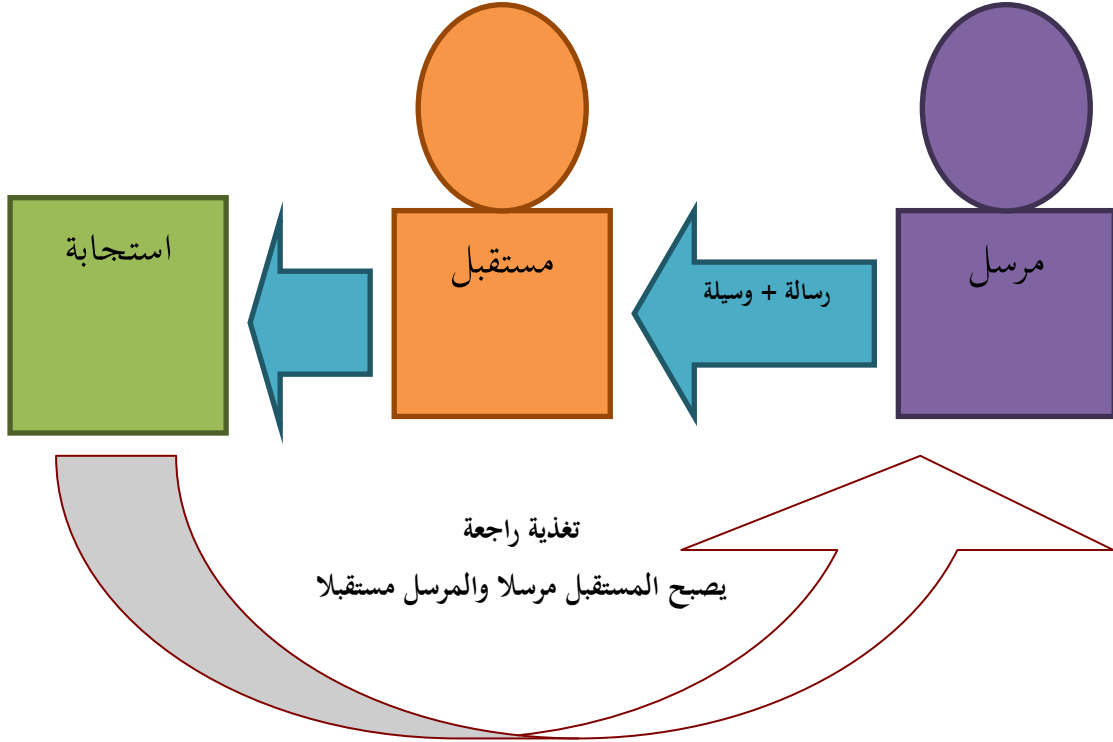 مرسل
رسالة + وسيلة
مستقبل
استجابة
تغذية راجعة
يصبح المستقبل مرسلا والمرسل مستقبلا